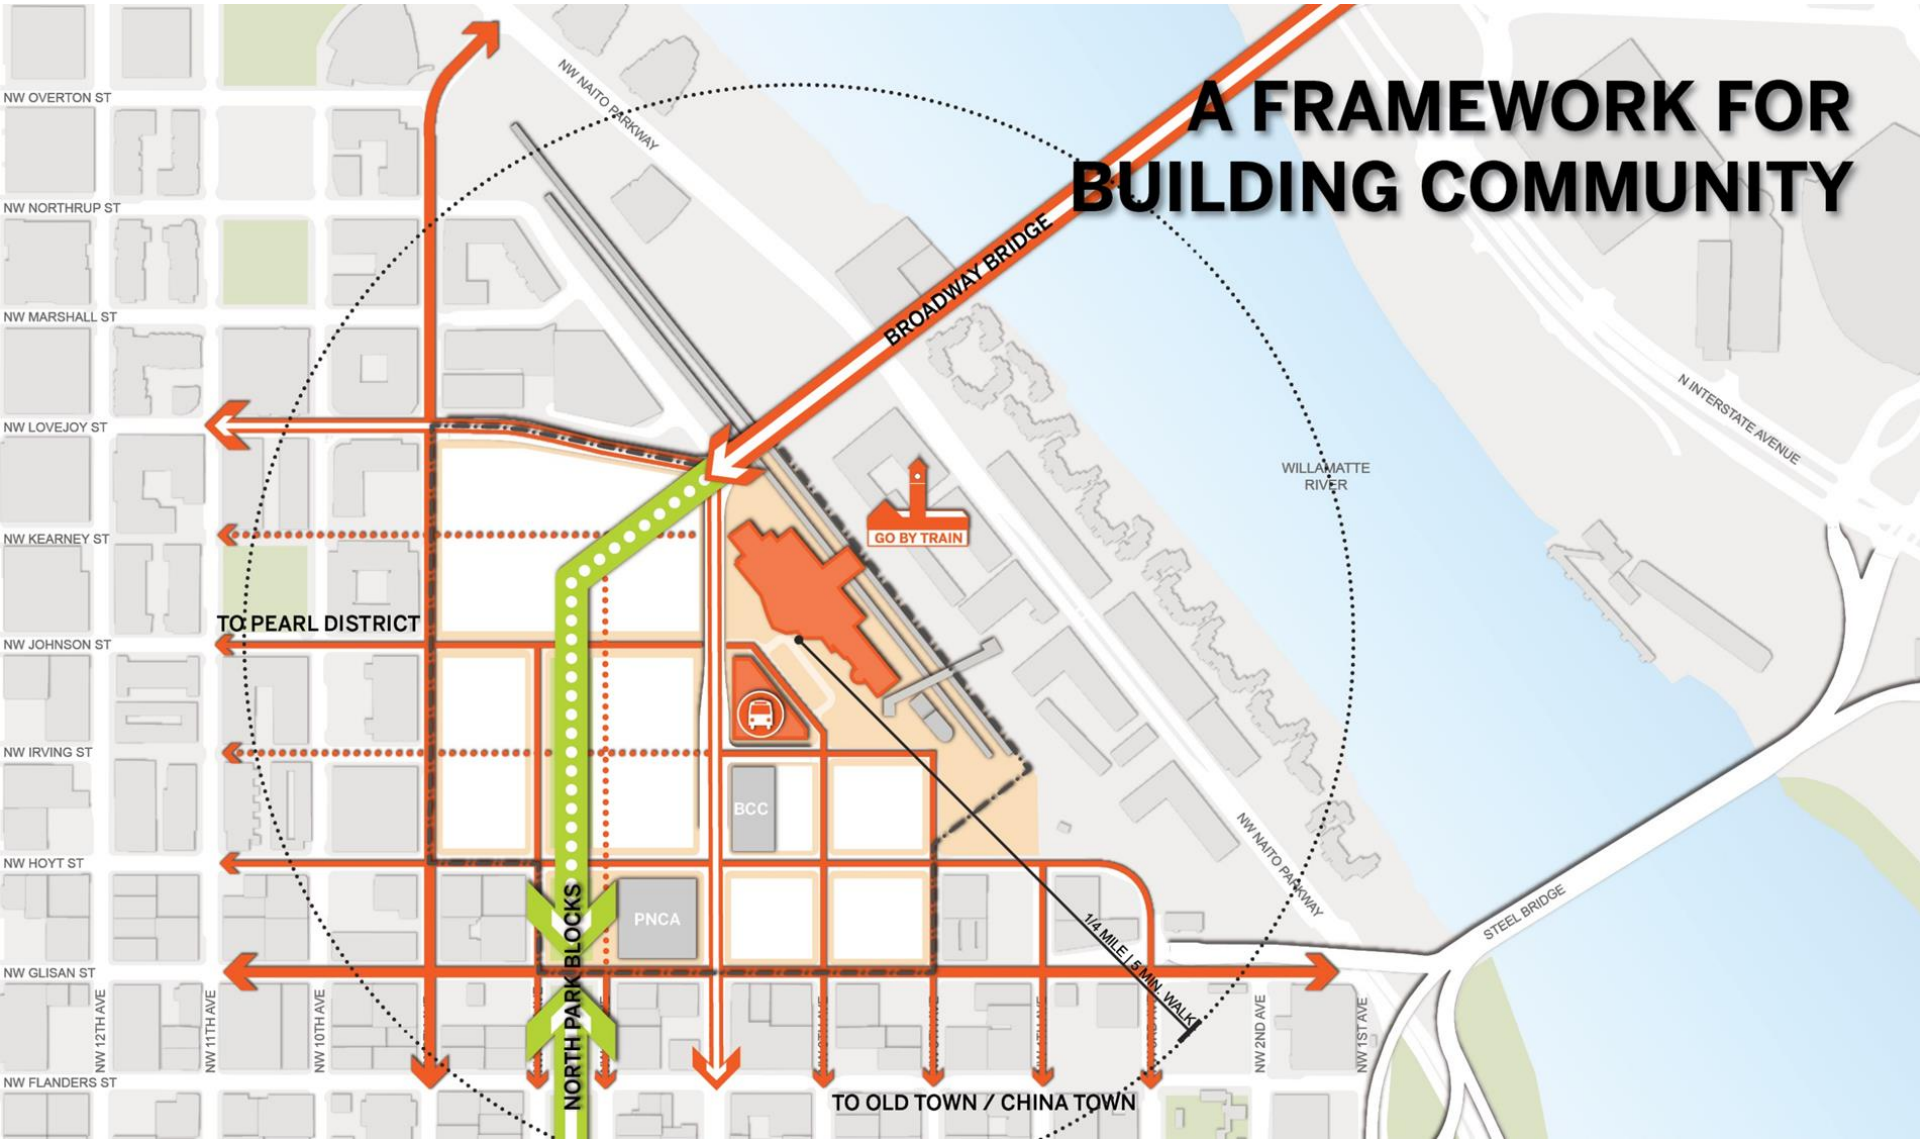 A FRAMEWORK FOR
BUILDING COMMUNITY
NW OVERTON ST
NW NAITO PARKWAY
NW NORTHRUP ST
BROADWAY BRIDGE
NW MARSHALL ST
N INTERSTATE AVENUE
NW LOVEJOY ST
WILLAMATTE
RIVER
GO BY TRAIN
NW KEARNEY ST
TO PEARL DISTRICT
NW JOHNSON ST
NW IRVING ST
BCC
NW HOYT ST
NW NAITO PARKWAY
PNCA
NORTH PARK BLOCKS
1/4 MILE | 5 MIN. WALK
STEEL BRIDGE
NW GLISAN ST
NW 12TH AVE
NW 11TH AVE
NW 10TH AVE
NW 2ND AVE
NW 1ST AVE
NW FLANDERS ST
TO OLD TOWN / CHINA TOWN